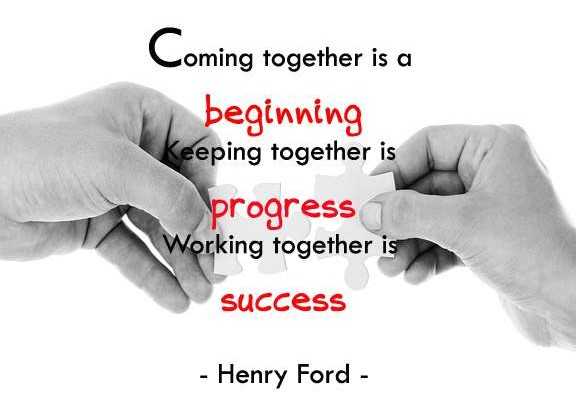 Coming together is a
beginning
Keeping together is
progress
Working together is
success
- Henry Ford -